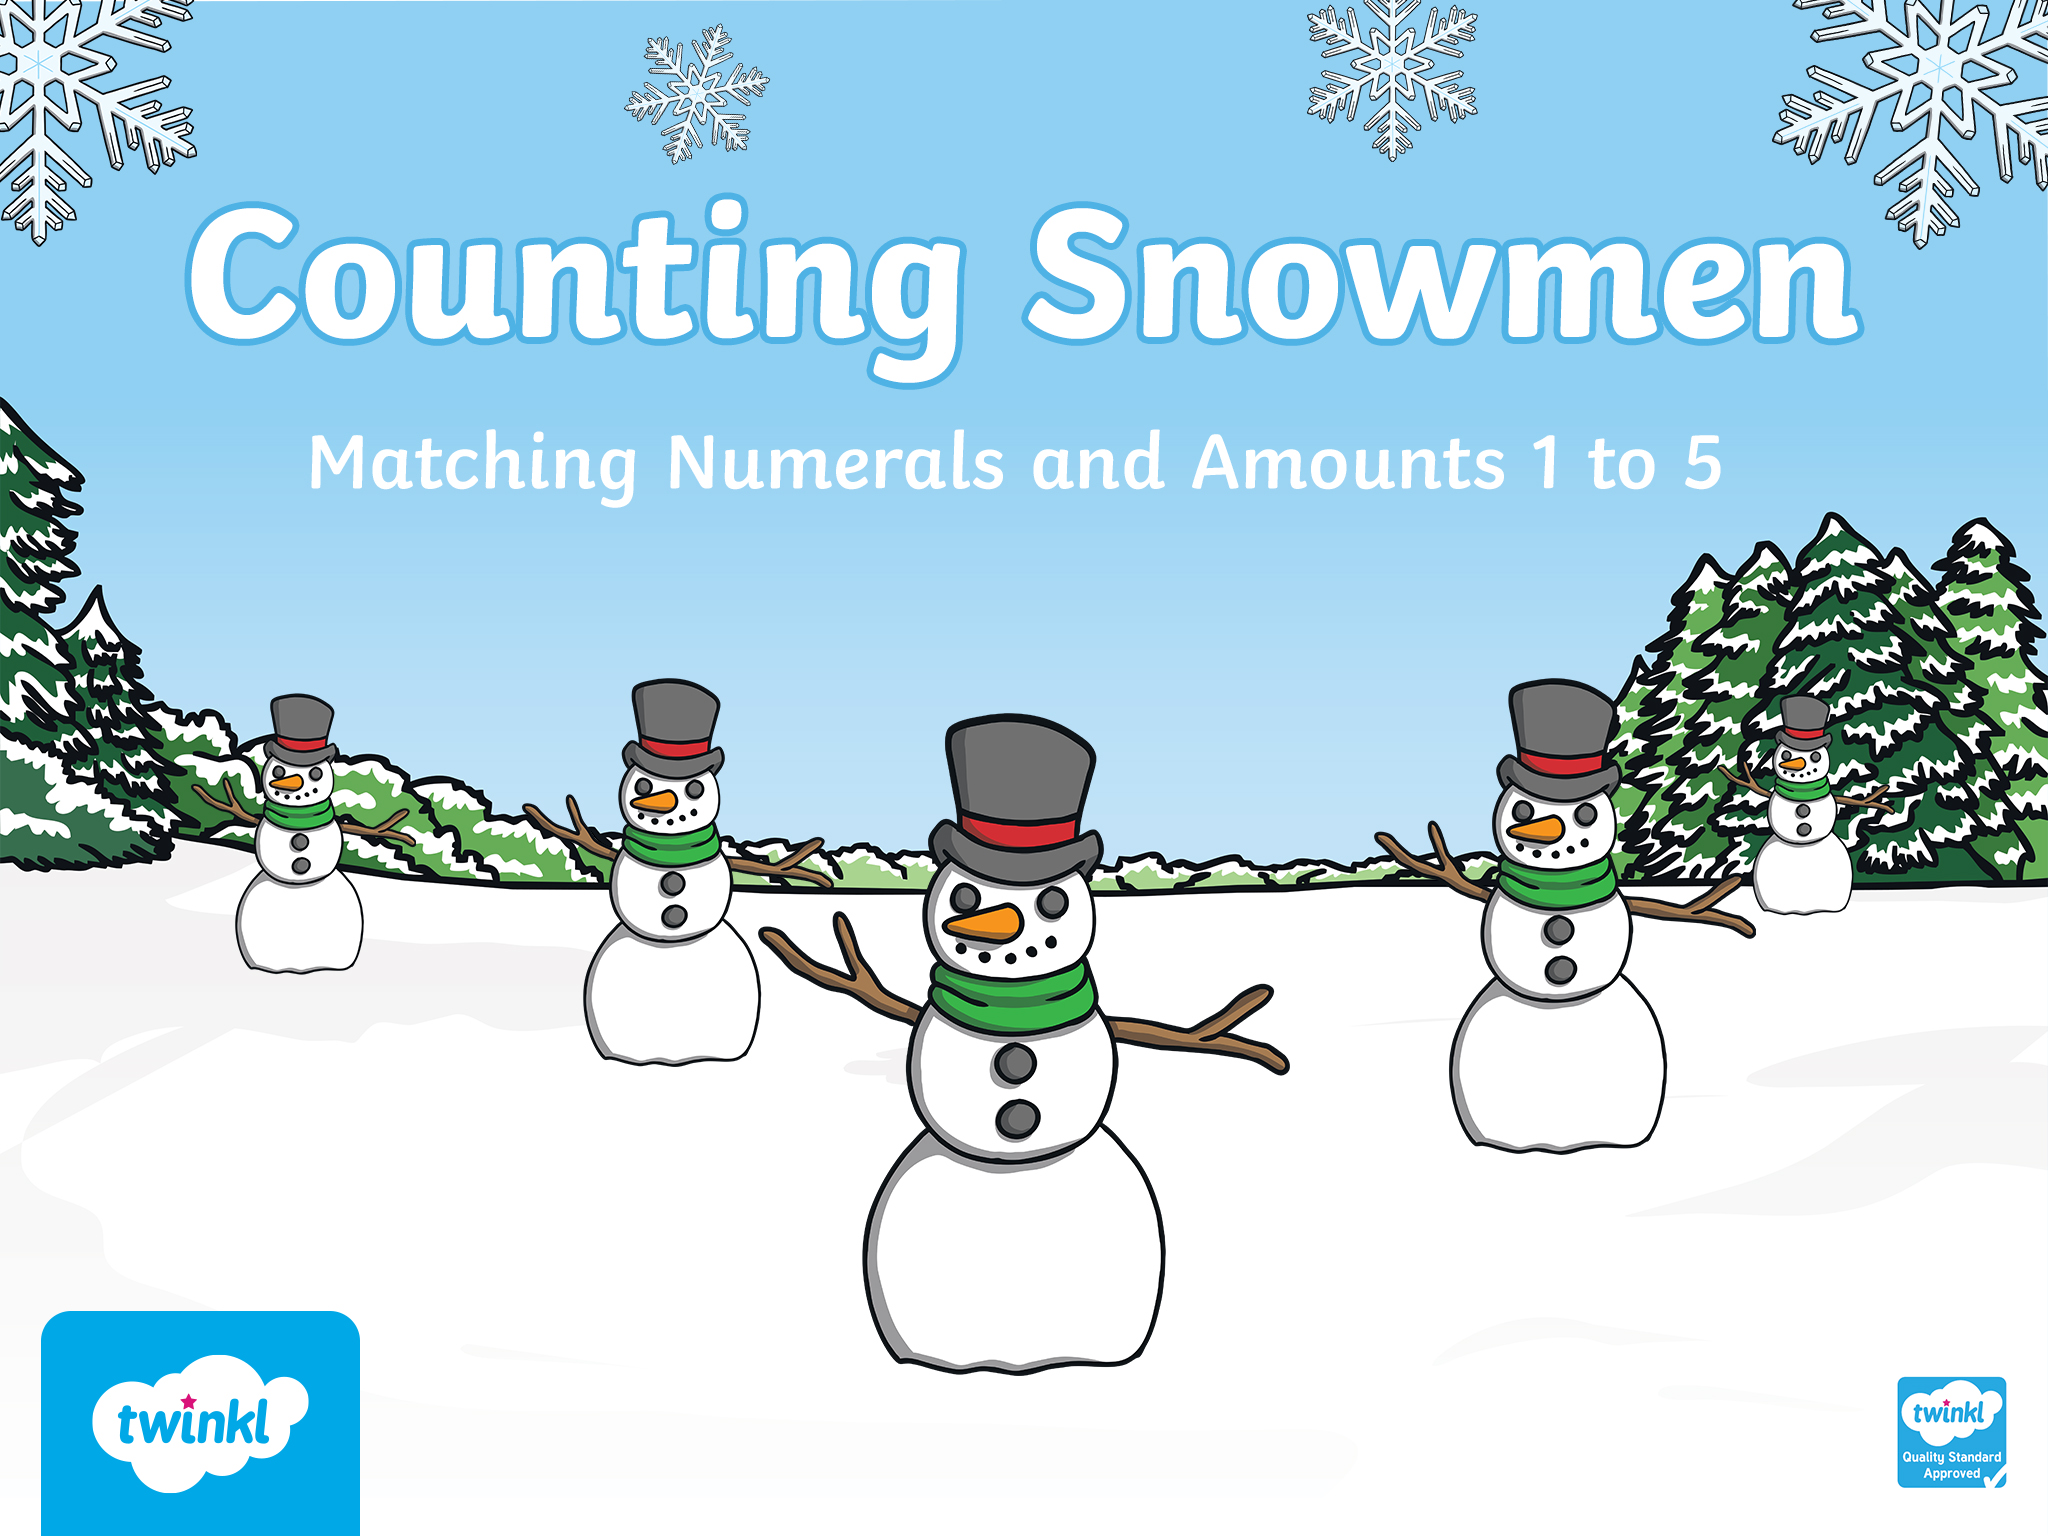 Counting Snowmen
Matching Numerals and Amounts 1 to 5
twinkl
twinkl
Quality Standard
Approved